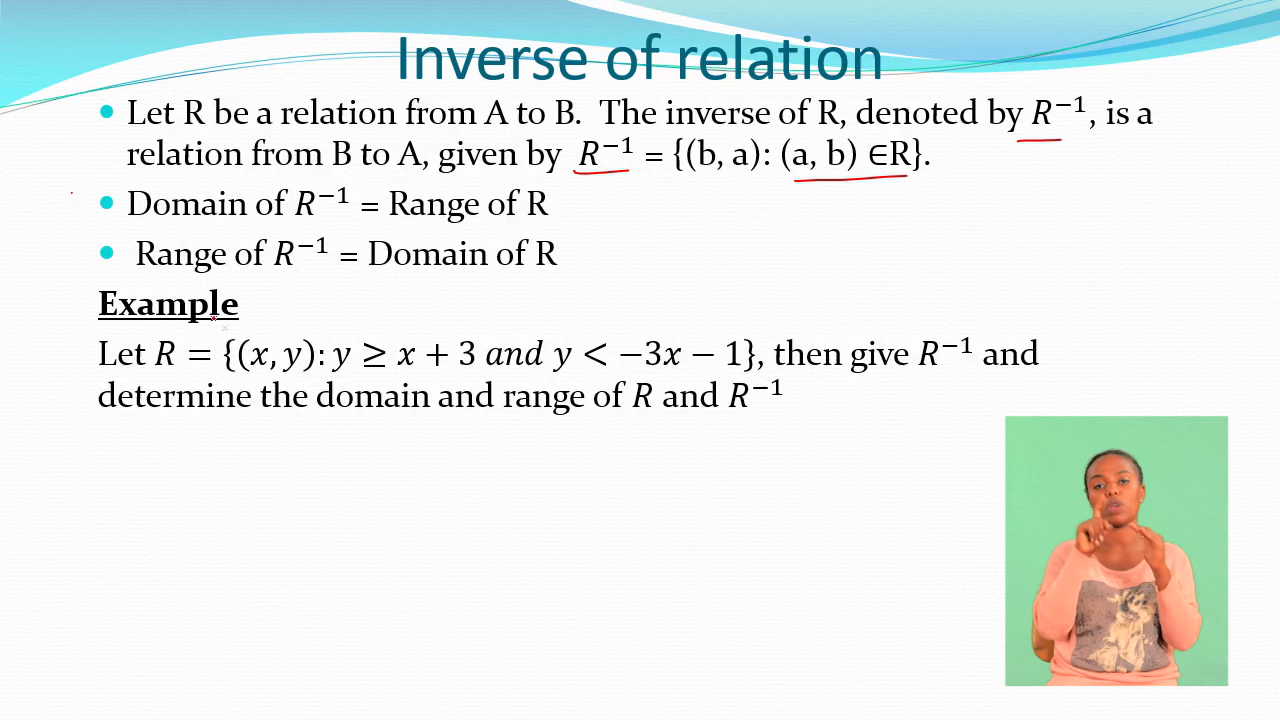 Inverse of relation
• Let R be a relation from A to B. The inverse of R, denoted by R⁻¹, is a
relation from B to A, given by R⁻¹ = {(b, a): (a, b) ∈R}.
• Domain of R⁻¹ = Range of R
• Range of R⁻¹ = Domain of R
Example
Let R = {(x, y): y ≥ x + 3 and y < −3x − 1}, then give R⁻¹ and
determine the domain and range of R and R⁻¹